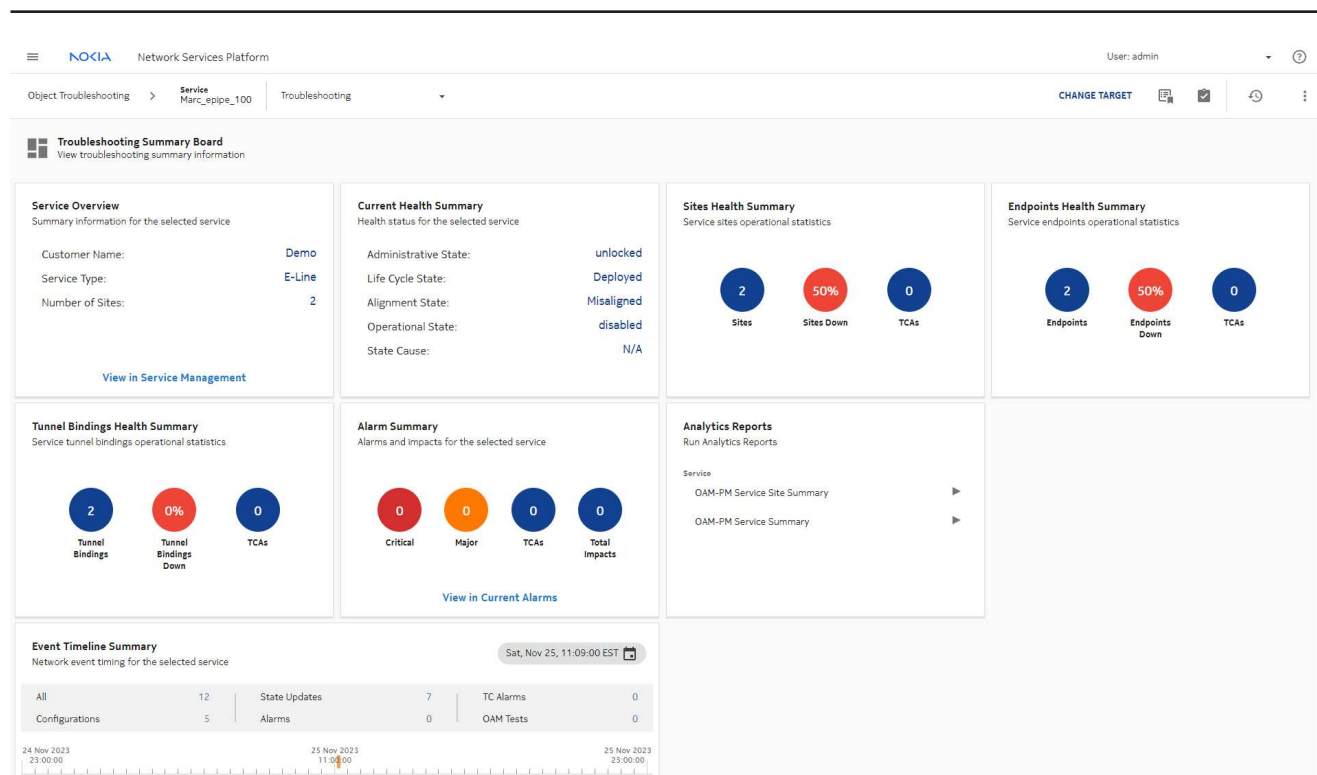 NOKIA Network Services Platform User: admin
Object Troubleshooting > Service Marc_epipe_100 Troubleshooting CHANGE TARGET
Troubleshooting Summary Board
View troubleshooting summary information
Service Overview
Summary information for the selected service
Customer Name: Demo
Service Type: E-Line
Number of Sites: 2
View in Service Management
Current Health Summary
Health status for the selected service
Administrative State: unlocked
Life Cycle State: Deployed
Alignment State: Misaligned
Operational State: disabled
State Cause: N/A
Sites Health Summary
Service sites operational statistics
2 50% 0
Sites Sites Down TCAs
Endpoints Health Summary
Service endpoints operational statistics
2 50% 0
Endpoints Endpoints Down TCAs
Tunnel Bindings Health Summary
Service tunnel bindings operational statistics
2 0% 0
Tunnel Bindings Tunnel Bindings Down TCAs
Alarm Summary
Alarms and impacts for the selected service
0 0 0 0
Critical Major TCAs Total Impacts
View in Current Alarms
Analytics Reports
Run Analytics Reports
Service
OAM-PM Service Site Summary
OAM-PM Service Summary
Event Timeline Summary
Network event timing for the selected service
Sat, Nov 25, 11:09:00 EST
All 12 State Updates 7 TC Alarms 0
Configurations 5 Alarms 0 OAM Tests 0
24 Nov 2023 25 Nov 2023 25 Nov 2023
23:00:00 11:00:00 23:00:00